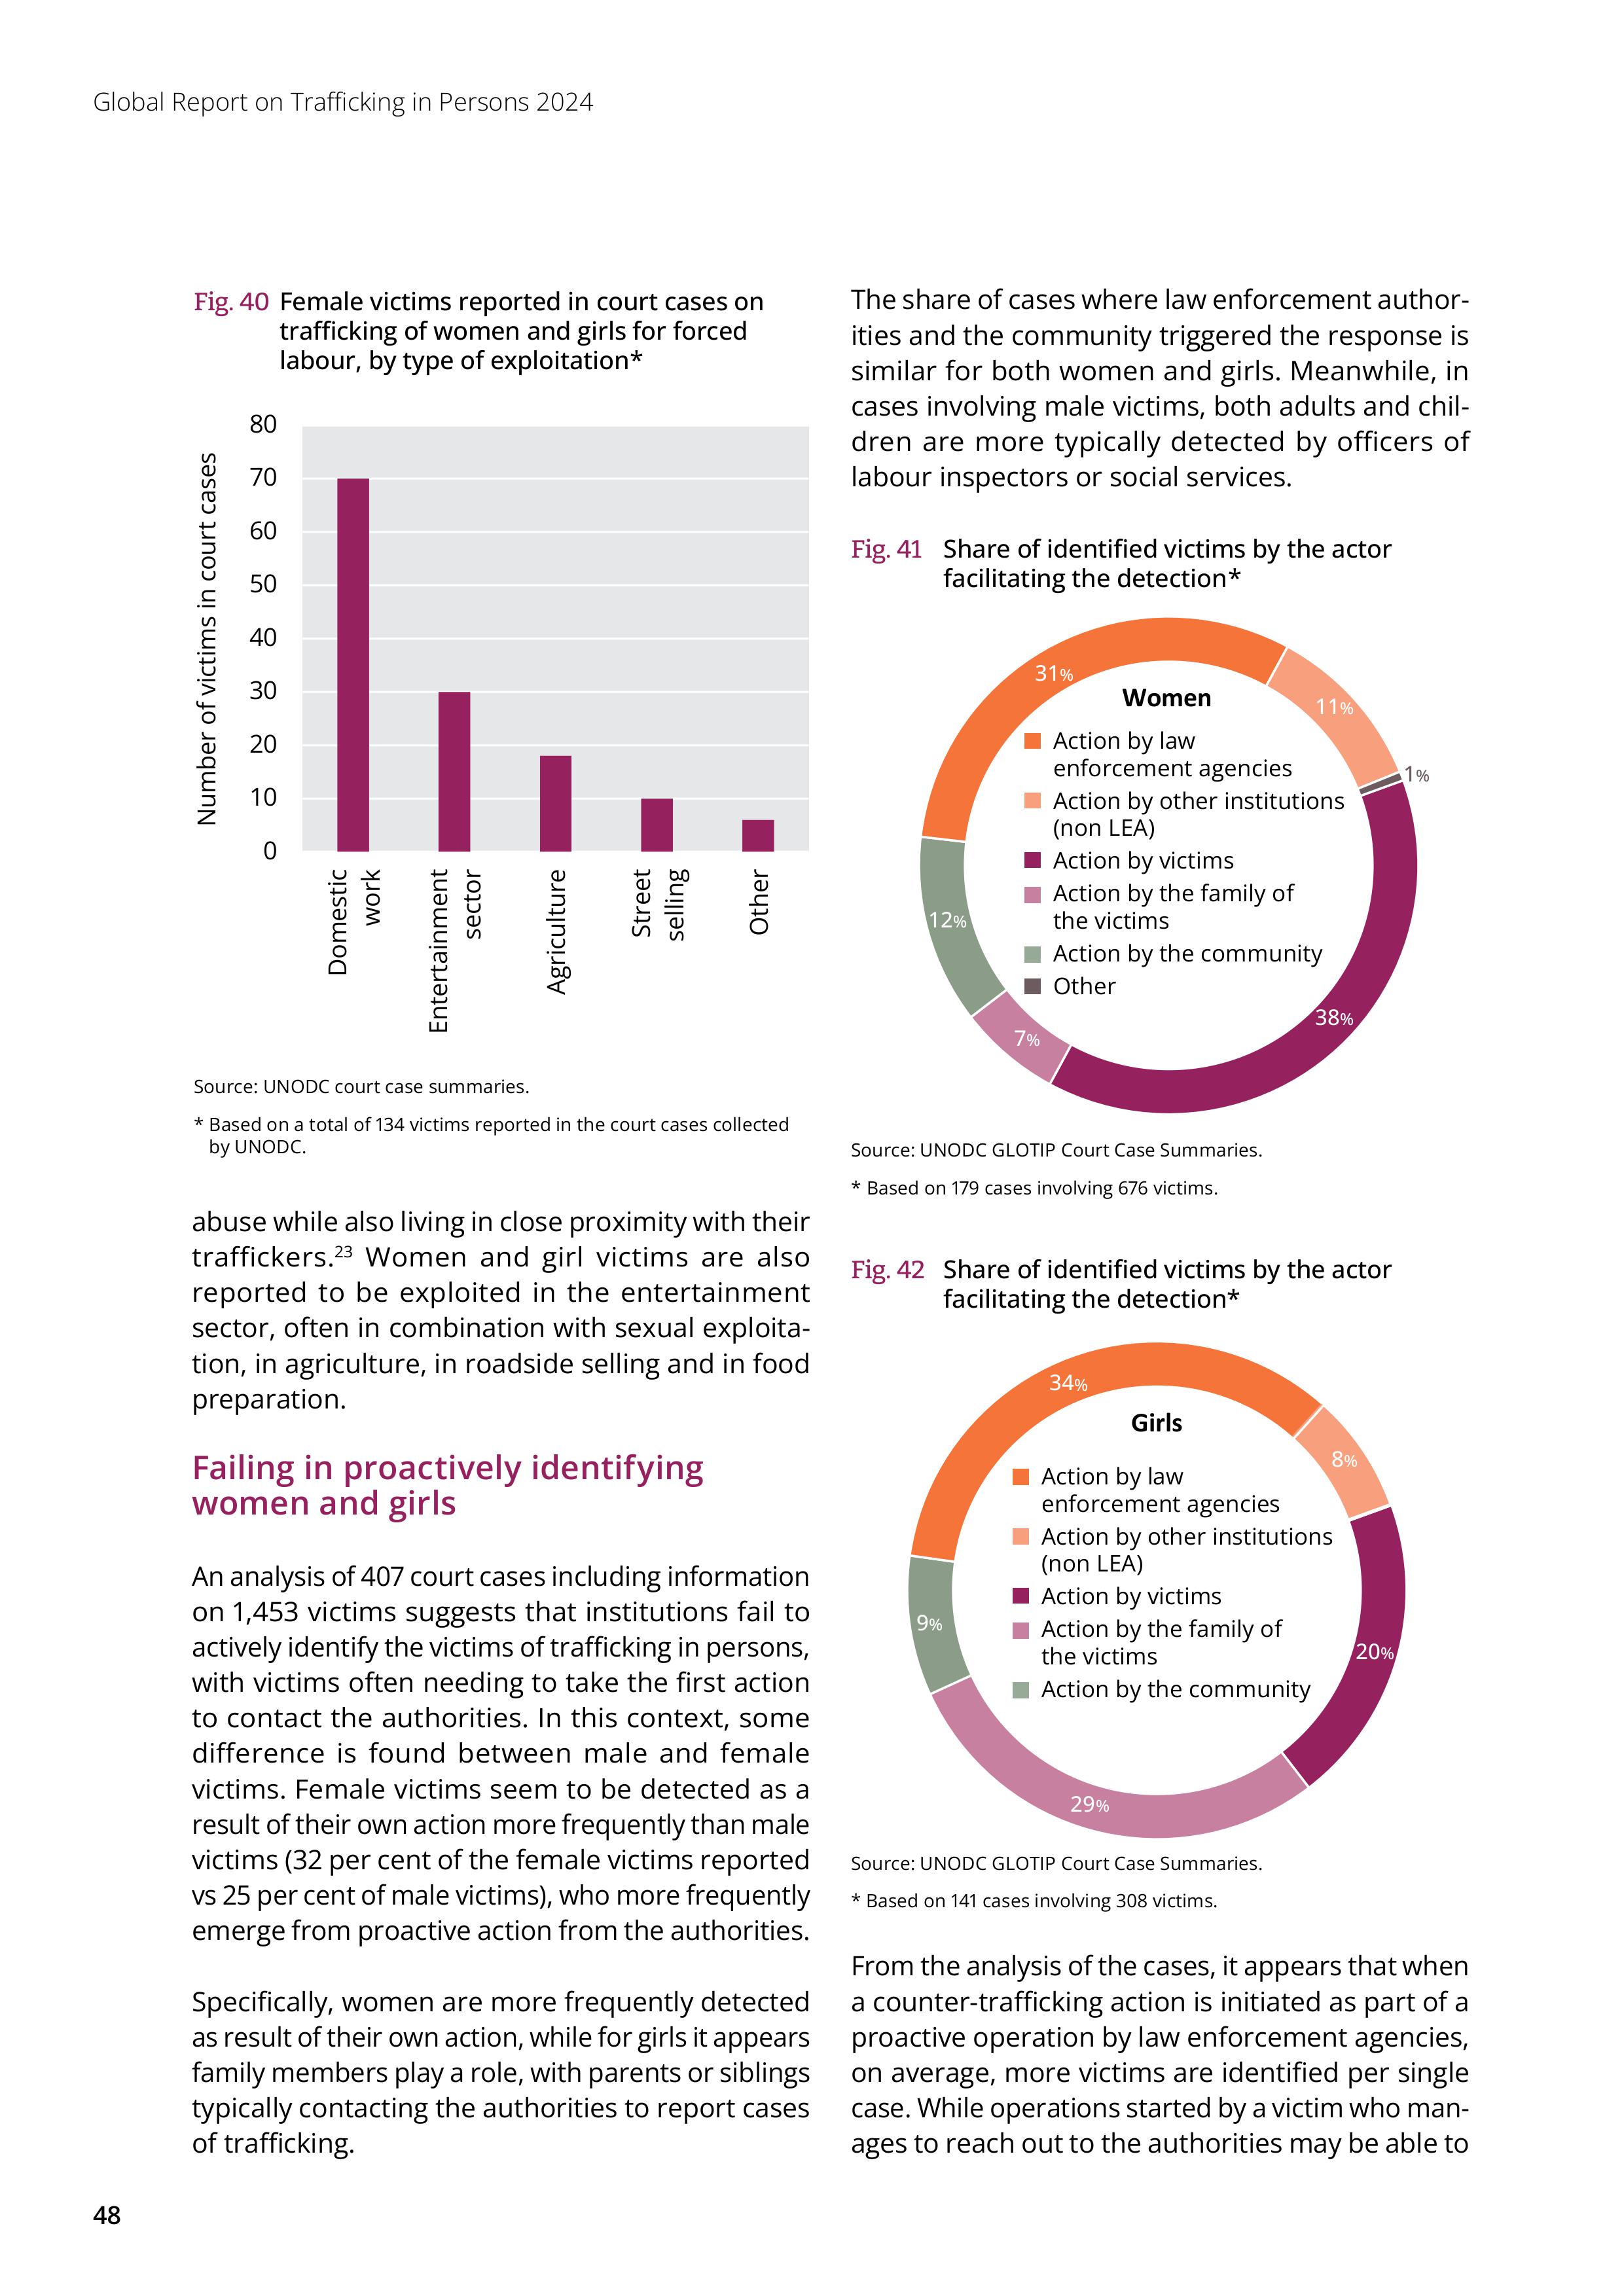 Global Report on Trafficking in Persons 2024
Fig. 40 Female victims reported in court cases on
trafficking of women and girls for forced
labour, by type of exploitation*
Number of victims in court cases
80
70
60
50
40
30
20
10
0
Domestic
work
Entertainment
sector
Agriculture
Street
selling
Other
Source: UNODC court case summaries.
* Based on a total of 134 victims reported in the court cases collected
by UNODC.
abuse while also living in close proximity with their
traffickers.23 Women and girl victims are also
reported to be exploited in the entertainment
sector, often in combination with sexual exploita-
tion, in agriculture, in roadside selling and in food
preparation.
Failing in proactively identifying
women and girls
An analysis of 407 court cases including information
on 1,453 victims suggests that institutions fail to
actively identify the victims of trafficking in persons,
with victims often needing to take the first action
to contact the authorities. In this context, some
difference is found between male and female
victims. Female victims seem to be detected as a
result of their own action more frequently than male
victims (32 per cent of the female victims reported
vs 25 per cent of male victims), who more frequently
emerge from proactive action from the authorities.
Specifically, women are more frequently detected
as result of their own action, while for girls it appears
family members play a role, with parents or siblings
typically contacting the authorities to report cases
of trafficking.
The share of cases where law enforcement author-
ities and the community triggered the response is
similar for both women and girls. Meanwhile, in
cases involving male victims, both adults and chil-
dren are more typically detected by officers of
labour inspectors or social services.
Fig. 41 Share of identified victims by the actor
facilitating the detection*
31%
11%
1%
38%
7%
12%
Women
Action by law
enforcement agencies
Action by other institutions
(non LEA)
Action by victims
Action by the family of
the victims
Action by the community
Other
Source: UNODC GLOTIP Court Case Summaries.
* Based on 179 cases involving 676 victims.
Fig. 42 Share of identified victims by the actor
facilitating the detection*
34%
8%
20%
29%
9%
Girls
Action by law
enforcement agencies
Action by other institutions
(non LEA)
Action by victims
Action by the family of
the victims
Action by the community
Source: UNODC GLOTIP Court Case Summaries.
* Based on 141 cases involving 308 victims.
From the analysis of the cases, it appears that when
a counter-trafficking action is initiated as part of a
proactive operation by law enforcement agencies,
on average, more victims are identified per single
case. While operations started by a victim who man-
ages to reach out to the authorities may be able to
48